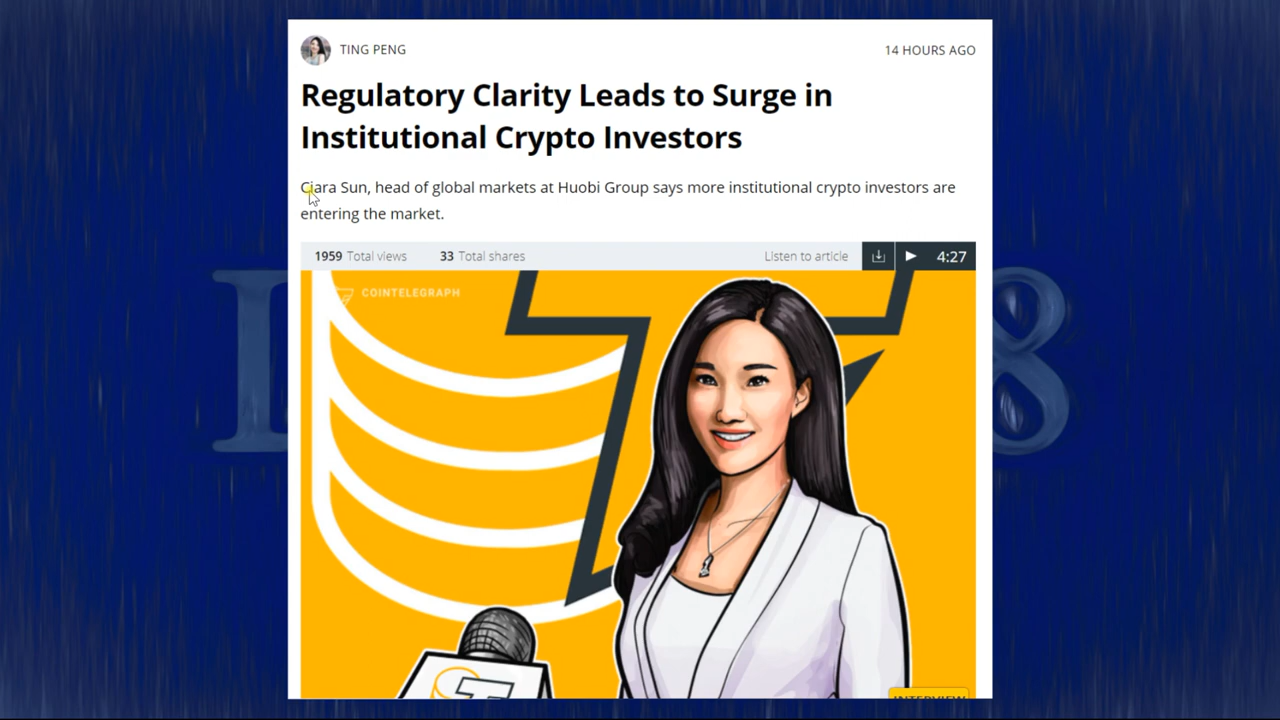 TING PENG
14 HOURS AGO
Regulatory Clarity Leads to Surge in
Institutional Crypto Investors
Ciara Sun, head of global markets at Huobi Group says more institutional crypto investors are
entering the market.
1959 Total views 33 Total shares Listen to article 4:27
COINTELEGRAPH
INTERVIEW